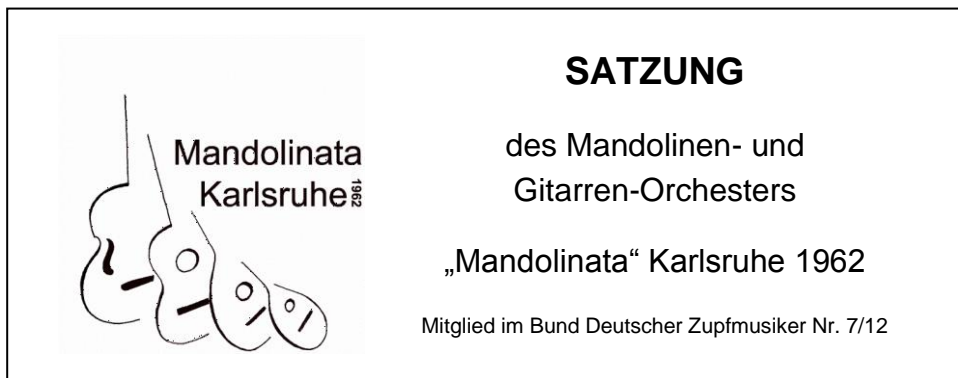 Mandolinata
Karlsruhe 1962
SATZUNG
des Mandolinen- und
Gitarren-Orchesters
„Mandolinata“ Karlsruhe 1962
Mitglied im Bund Deutscher Zupfmusiker Nr. 7/12